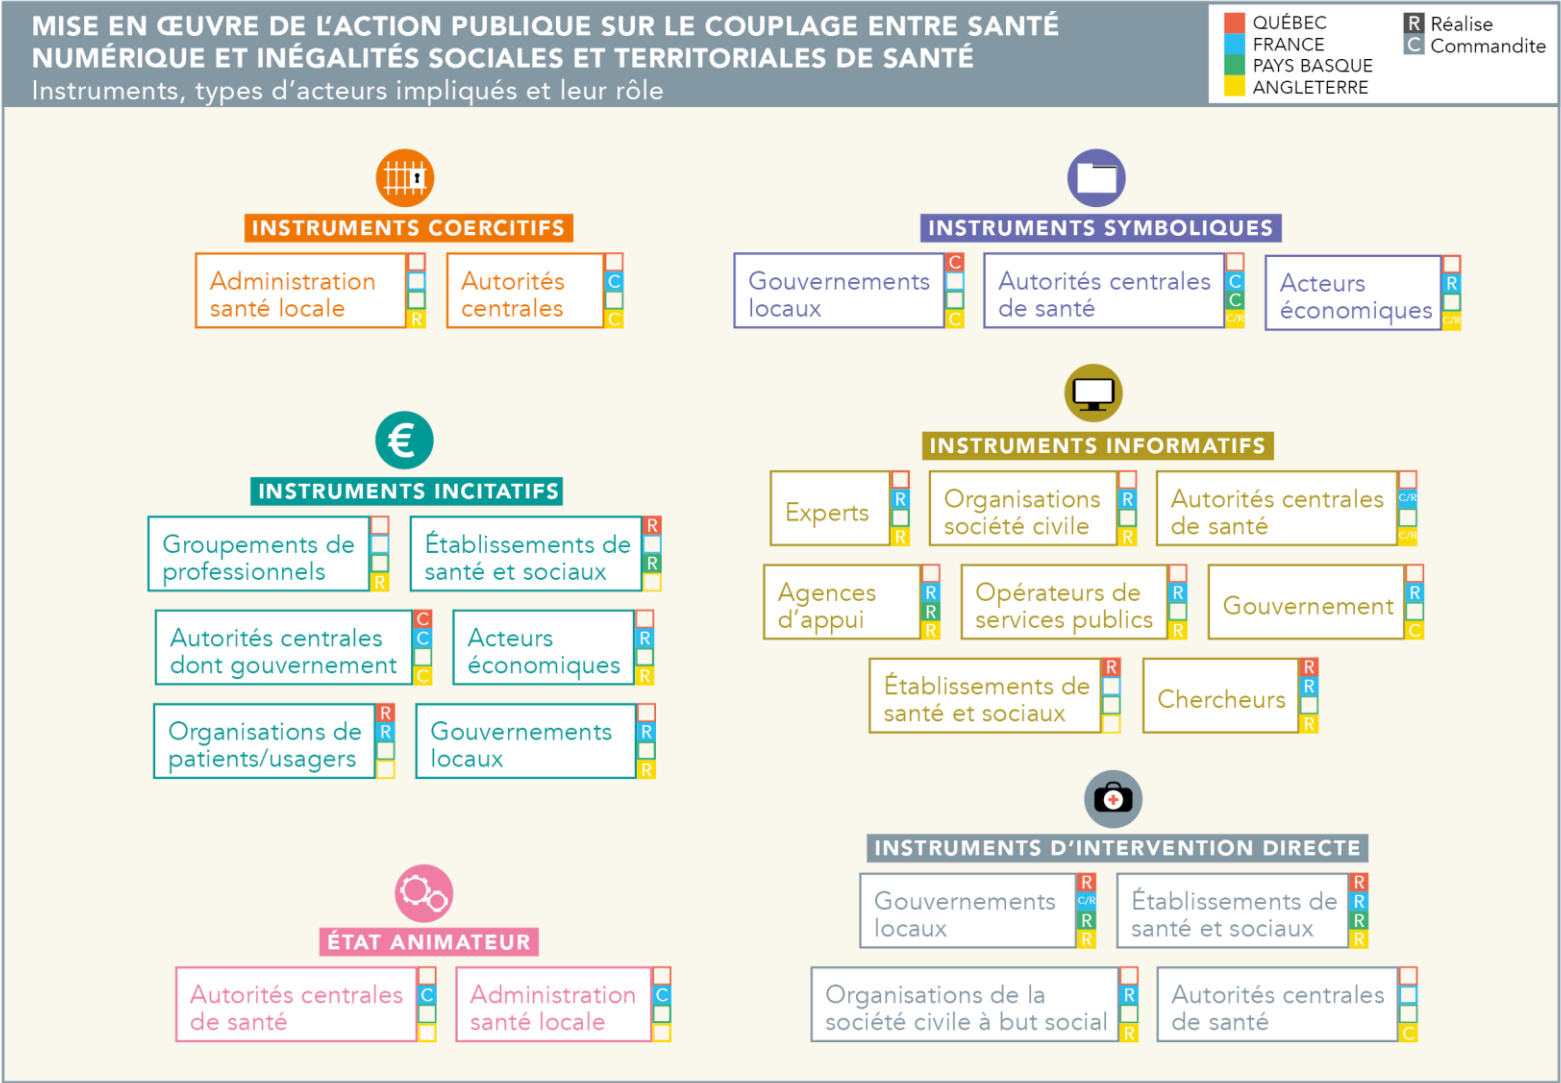 MISE EN ŒUVRE DE L'ACTION PUBLIQUE SUR LE COUPLAGE ENTRE SANTÉ
NUMÉRIQUE ET INÉGALITÉS SOCIALES ET TERRITORIALES DE SANTÉ
Instruments, types d'acteurs impliqués et leur rôle
QUÉBEC
FRANCE
PAYS BASQUE
ANGLETERRE
R Réalise
C Commandite
INSTRUMENTS COERCITIFS
Administration
santé locale
R
Autorités
centrales
C
C
INSTRUMENTS SYMBOLIQUES
Gouvernements
locaux
C
C
Autorités centrales
de santé
C
C
C/R
Acteurs
économiques
R
C/R
€
INSTRUMENTS INCITATIFS
Groupements de
professionnels
R
Établissements de
santé et sociaux
R
R
Autorités centrales
dont gouvernement
C
C
C
Acteurs
économiques
R
R
Organisations de
patients/usagers
R
R
Gouvernements
locaux
R
R
INSTRUMENTS INFORMATIFS
Experts
R
R
Organisations
société civile
R
R
Autorités centrales
de santé
C/R
C/R
Agences
d'appui
R
R
R
Opérateurs de
services publics
R
R
Gouvernement
R
C
Établissements de
santé et sociaux
R
Chercheurs
R
R
R
ÉTAT ANIMATEUR
Autorités centrales
de santé
C
Administration
santé locale
C
INSTRUMENTS D'INTERVENTION DIRECTE
Gouvernements
locaux
R
C/R
R
R
Établissements de
santé et sociaux
R
R
R
R
Organisations de la
société civile à but social
R
R
Autorités centrales
de santé
C